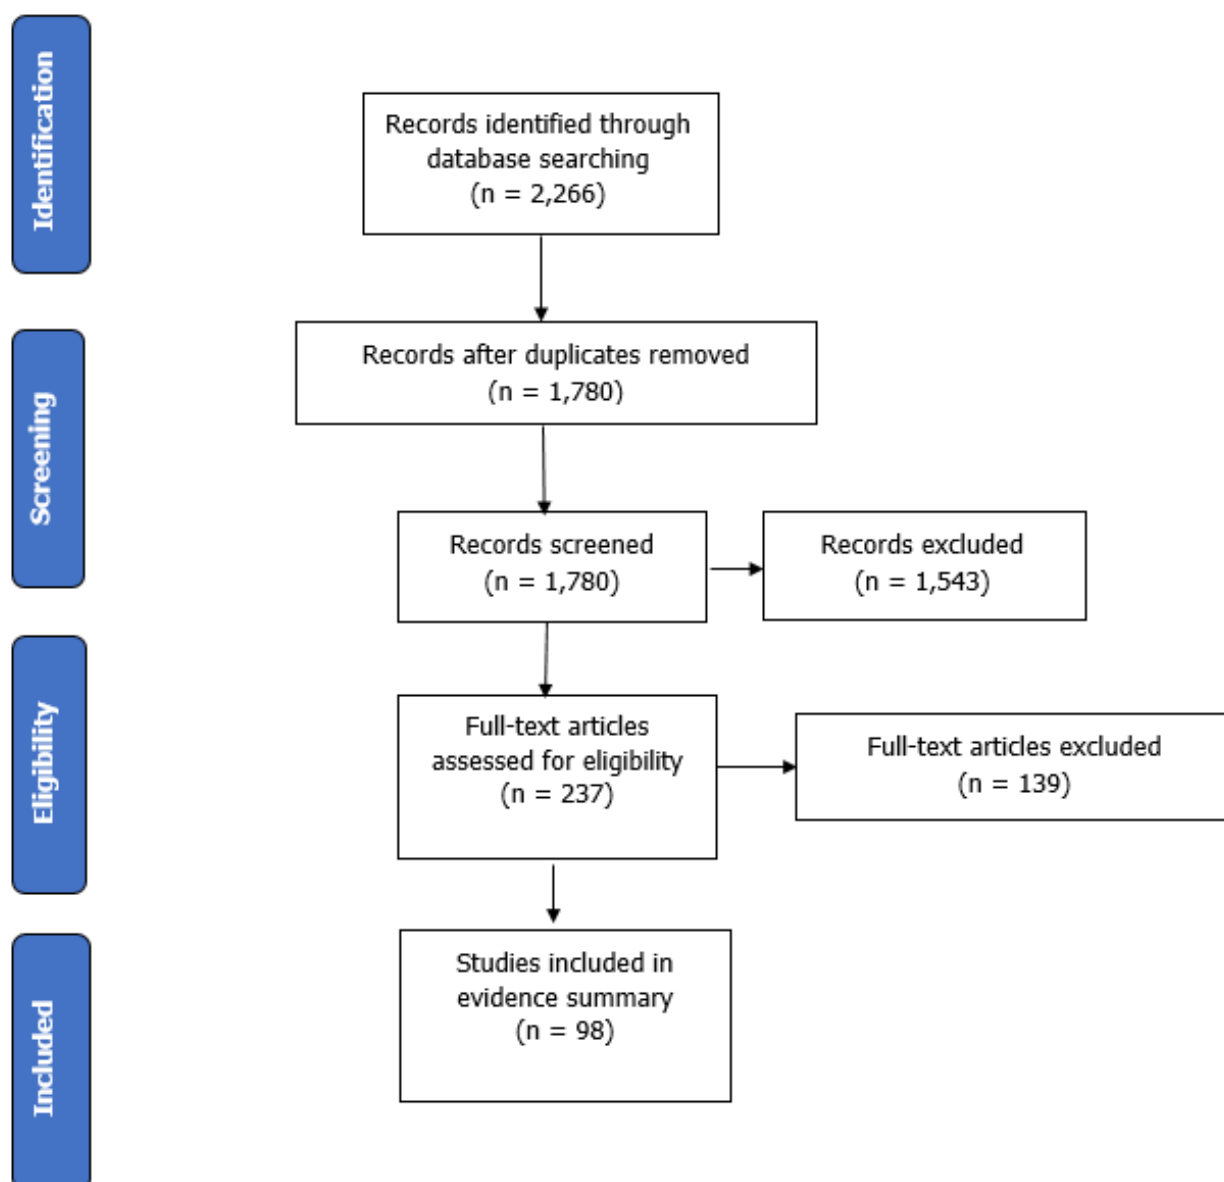 Identification
Records identified through
database searching
(n = 2,266)
Records after duplicates removed
(n = 1,780)
Screening
Records screened
(n = 1,780)
Records excluded
(n = 1,543)
Eligibility
Full-text articles
assessed for eligibility
(n = 237)
Full-text articles excluded
(n = 139)
Included
Studies included in
evidence summary
(n = 98)